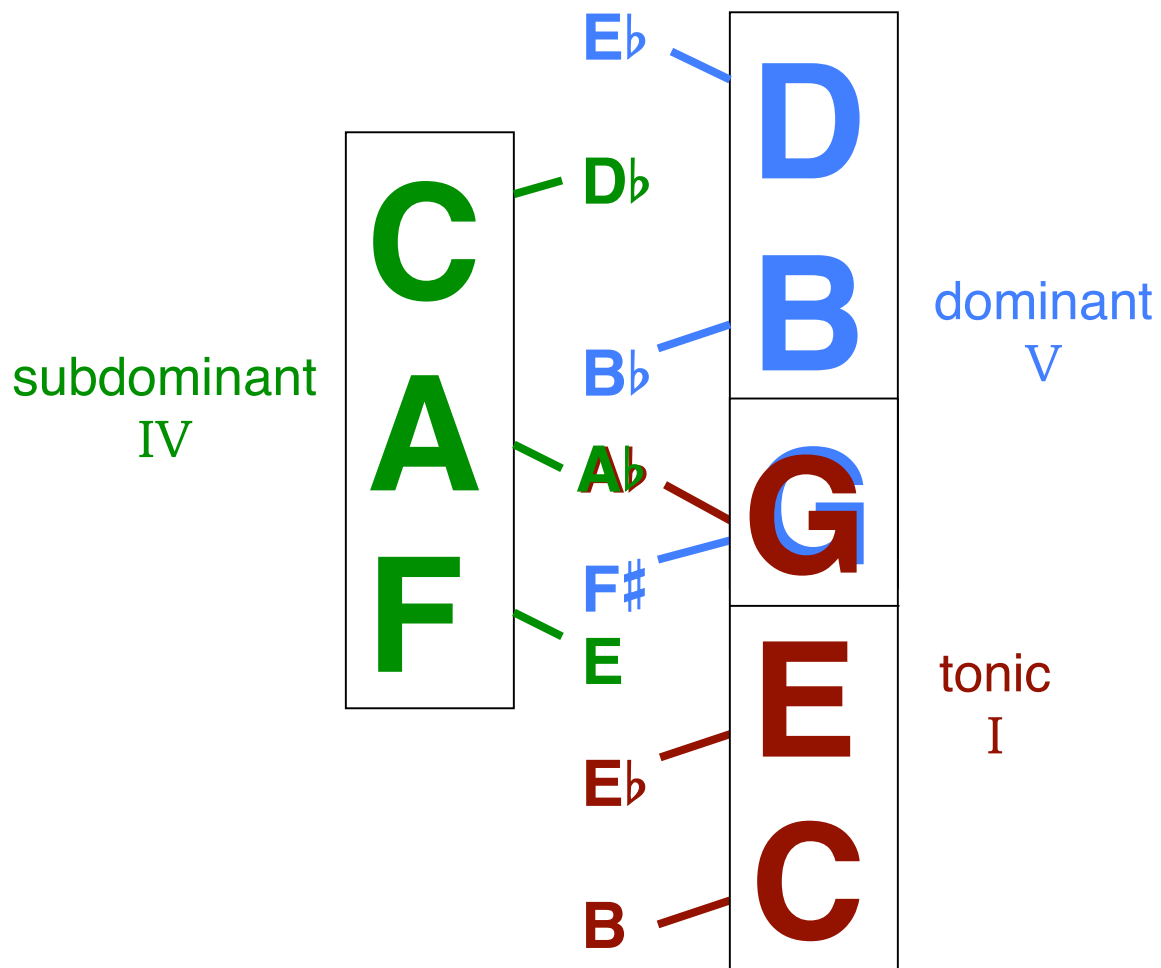 E♭
D
D♭
C
B
dominant
V
B♭
subdominant
IV
A
A♭
G
F♯
F
E
E
tonic
I
E♭
C
B